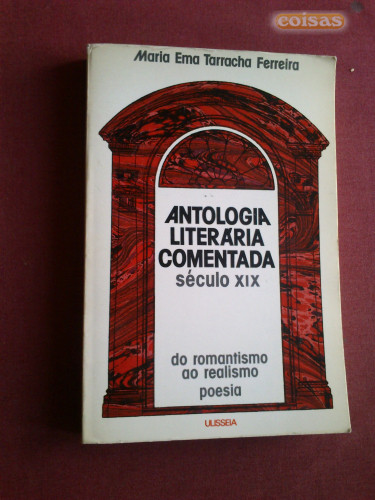 coisas
Maria Ema Tarracha Ferreira
ANTOLOGIA
LITERÁRIA
COMENTADA
século XIX
do romantismo
ao realismo
poesia
ULISSEIA